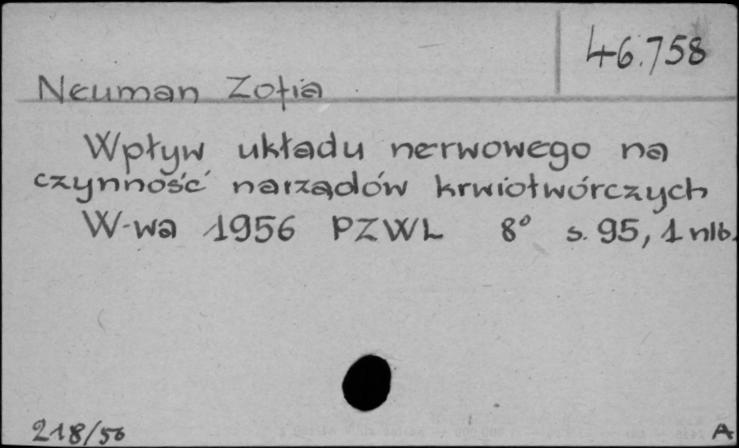 46.758
Neuman Zofia
Wpływ układu nerwowego na
czynność narządów krwiotwórczych
W-wa 1956 PZWL 8° s. 95, 1 nlb.
218/56
A